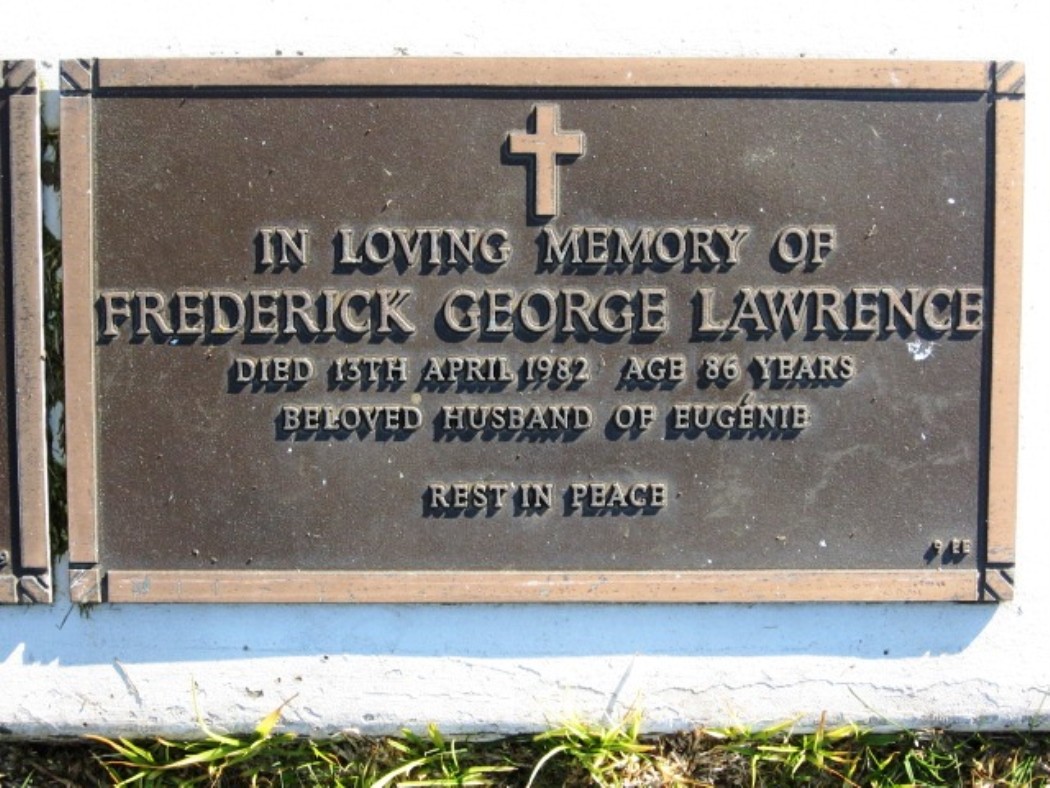 IN LOVING MEMORY OF
FREDERICK GEORGE LAWRENCE
DIED 13TH APRIL 1982 AGE 86 YEARS
BELOVED HUSBAND OF EUGÉNIE
REST IN PEACE